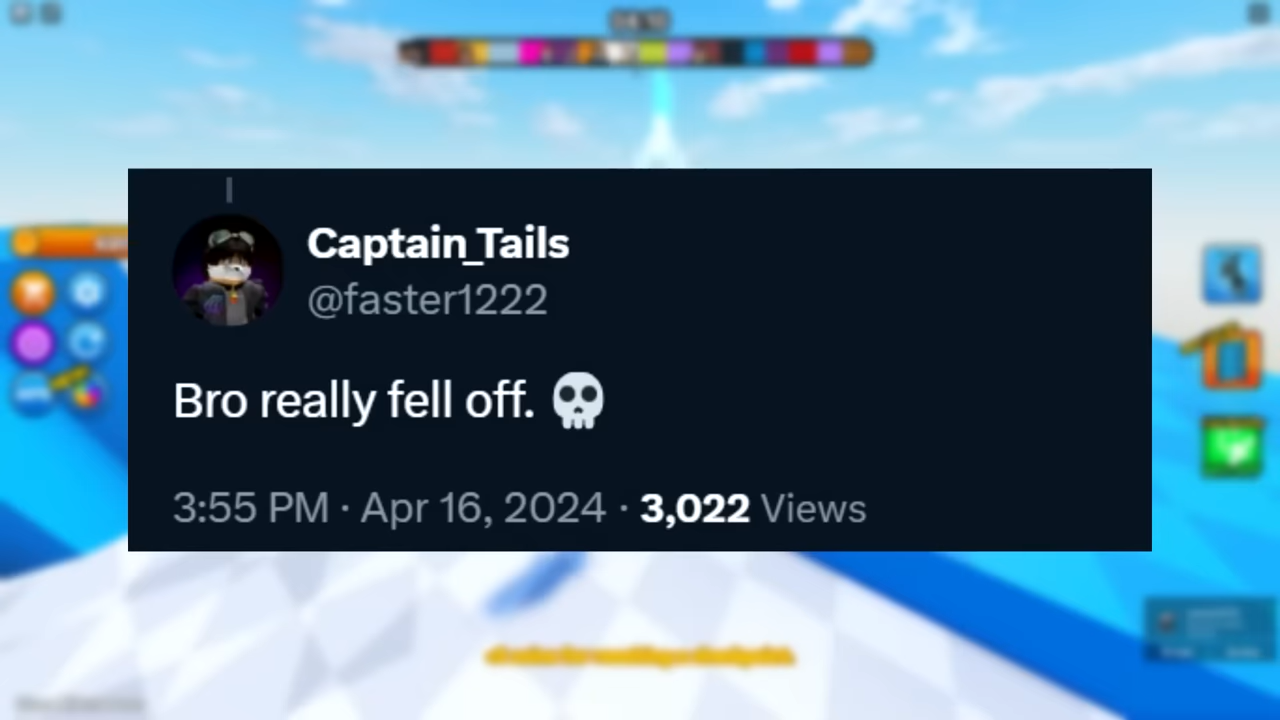 Captain_Tails
@faster1222
Bro really fell off. 💀
3:55 PM · Apr 16, 2024 · 3,022 Views